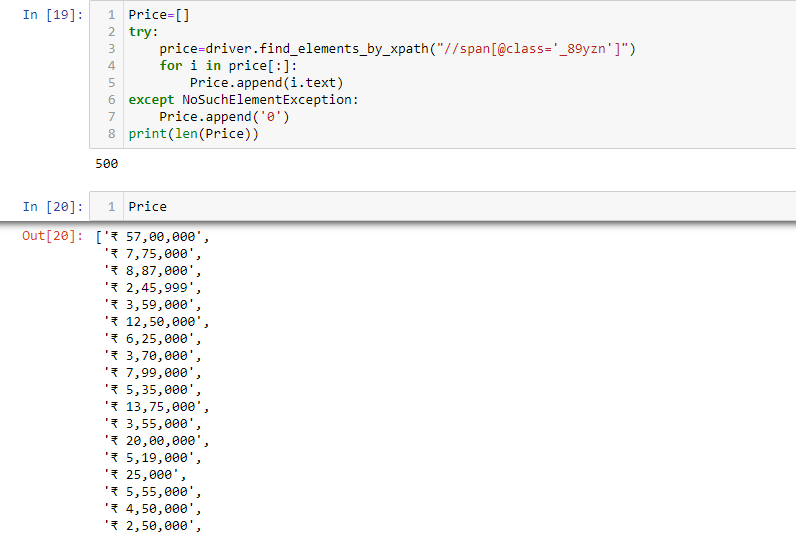 In [19]:
1 Price=[]
2 try:
3     price=driver.find_elements_by_xpath("//span[@class='_89yzn']")
4     for i in price[:]:
5         Price.append(i.text)
6 except NoSuchElementException:
7     Price.append('0')
8 print(len(Price))
500
In [20]:
1 Price
Out[20]: ['₹ 57,00,000',
'₹ 7,75,000',
'₹ 8,87,000',
'₹ 2,45,999',
'₹ 3,59,000',
'₹ 12,50,000',
'₹ 6,25,000',
'₹ 3,70,000',
'₹ 7,99,000',
'₹ 5,35,000',
'₹ 13,75,000',
'₹ 3,55,000',
'₹ 20,00,000',
'₹ 5,19,000',
'₹ 25,000',
'₹ 5,55,000',
'₹ 4,50,000',
'₹ 2,50,000',